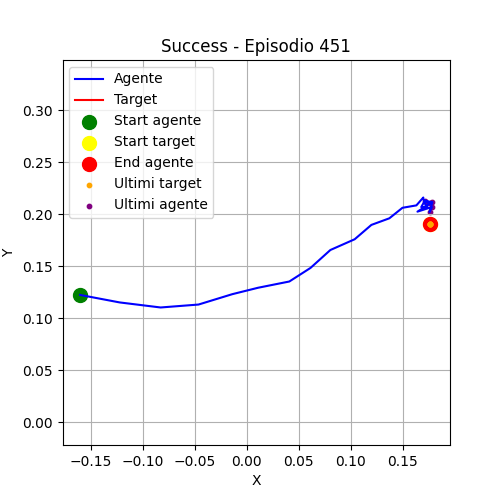 Success - Episodio 451
Agente
Target
Start agente
Start target
End agente
Ultimi target
Ultimi agente
0.30
0.25
0.20
0.15
0.10
0.05
0.00
Y
−0.15
−0.10
−0.05
0.00
0.05
0.10
0.15
X